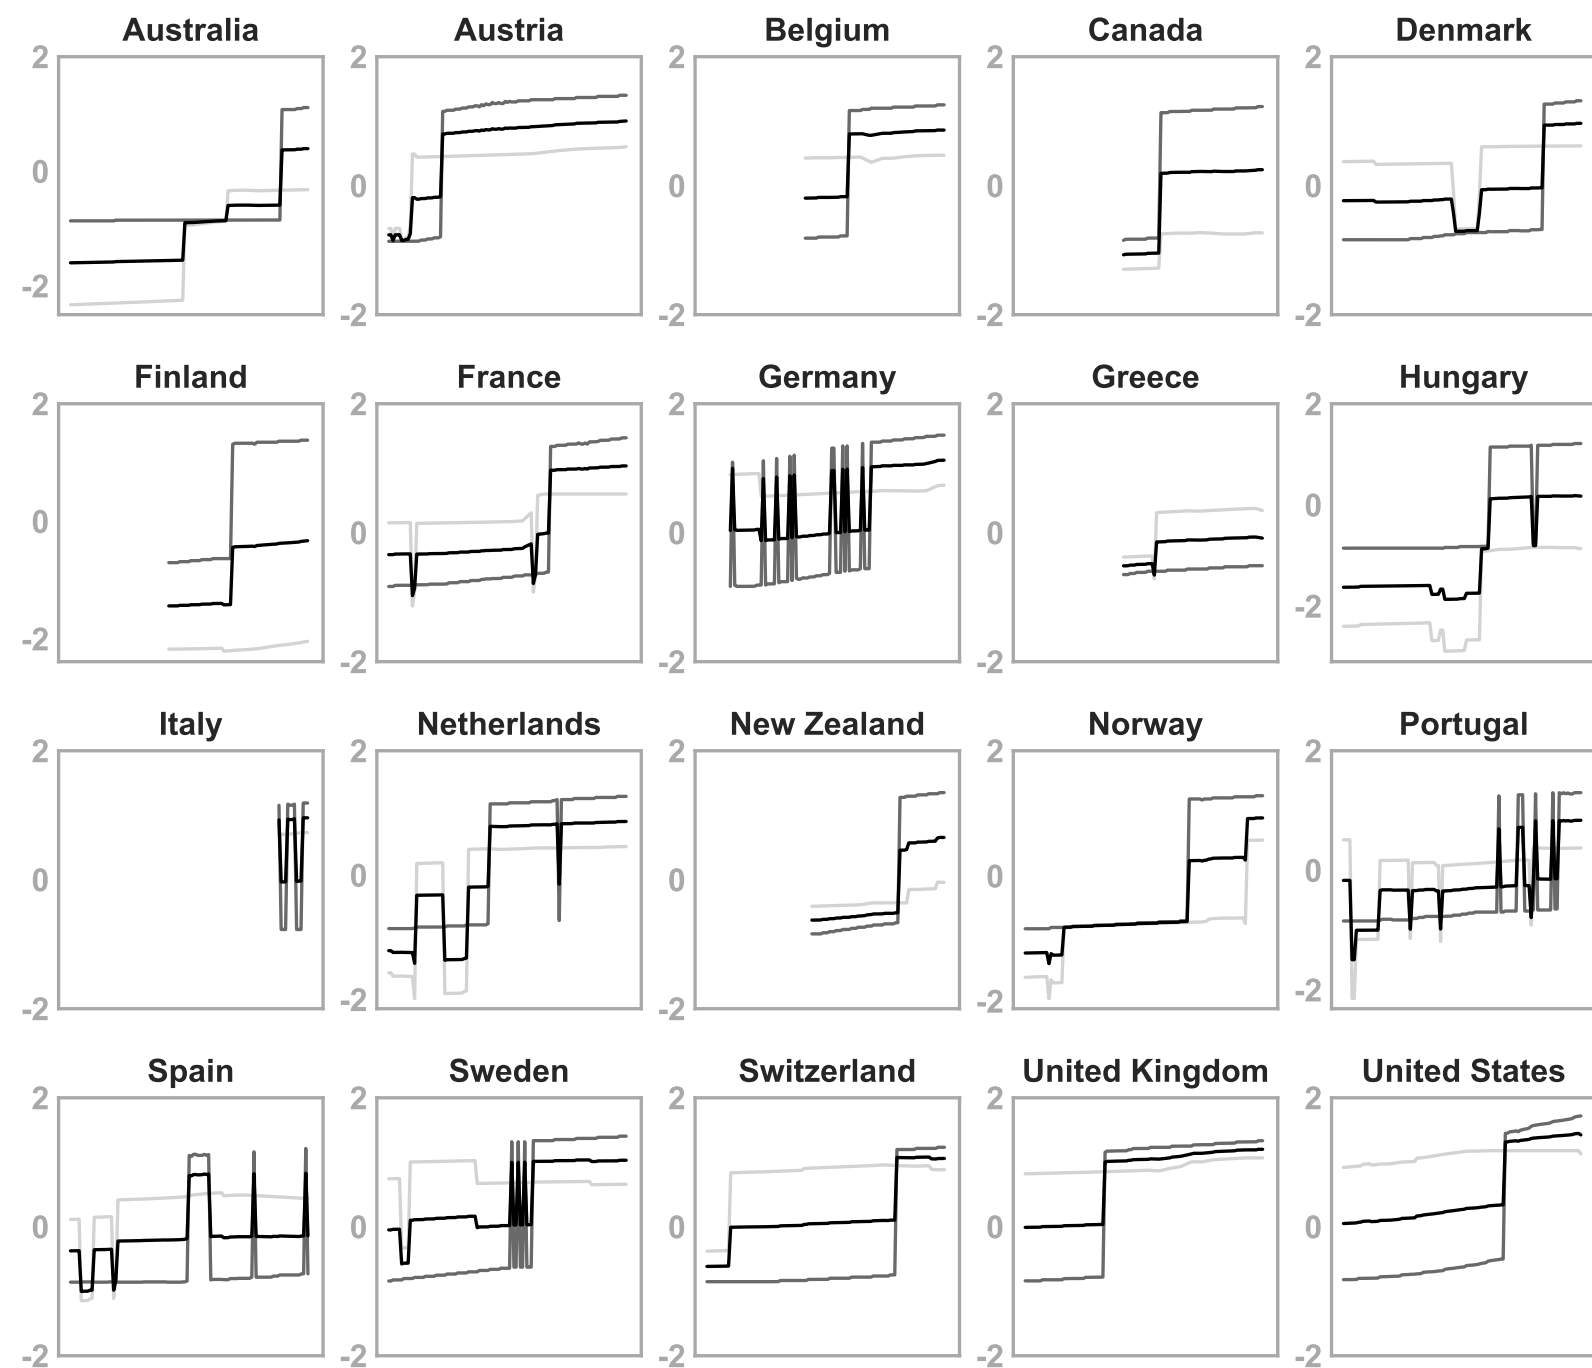 Australia Austria Belgium Canada Denmark
2 2 2 2 2
0 0 0 0 0
-2 -2 -2 -2 -2
Finland France Germany Greece Hungary
2 2 2 2 2
0 0 0 0 0
-2 -2 -2 -2 -2
Italy Netherlands New Zealand Norway Portugal
2 2 2 2 2
0 0 0 0 0
-2 -2 -2 -2 -2
Spain Sweden Switzerland United Kingdom United States
2 2 2 2 2
0 0 0 0 0
-2 -2 -2 -2 -2